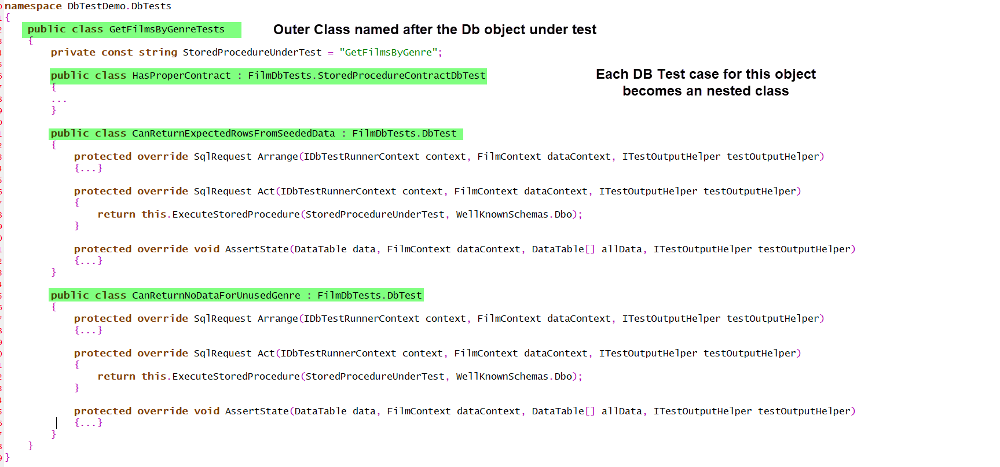 namespace DbTestDemo.DbTests
{
public class GetFilmsByGenreTests
Outer Class named after the Db object under test
{
private const string StoredProcedureUnderTest = "GetFilmsByGenre";
public class HasProperContract : FilmDbTests.StoredProcedureContractDbTest
Each DB Test case for this object
becomes an nested class
{
...
}
public class CanReturnExpectedRowsFromSeededData : FilmDbTests.DbTest
{
protected override SqlRequest Arrange(IDbTestRunnerContext context, FilmContext dataContext, ITestOutputHelper testOutputHelper)
{...}
protected override SqlRequest Act(IDbTestRunnerContext context, FilmContext dataContext, ITestOutputHelper testOutputHelper)
{
return this.ExecuteStoredProcedure(StoredProcedureUnderTest, WellKnownSchemas.Dbo);
}
protected override void AssertState(DataTable data, FilmContext dataContext, DataTable[] allData, ITestOutputHelper testOutputHelper)
{...}
}
public class CanReturnNoDataForUnusedGenre : FilmDbTests.DbTest
{
protected override SqlRequest Arrange(IDbTestRunnerContext context, FilmContext dataContext, ITestOutputHelper testOutputHelper)
{...}
protected override SqlRequest Act(IDbTestRunnerContext context, FilmContext dataContext, ITestOutputHelper testOutputHelper)
{
return this.ExecuteStoredProcedure(StoredProcedureUnderTest, WellKnownSchemas.Dbo);
}
protected override void AssertState(DataTable data, FilmContext dataContext, DataTable[] allData, ITestOutputHelper testOutputHelper)
{...}
}
}
}